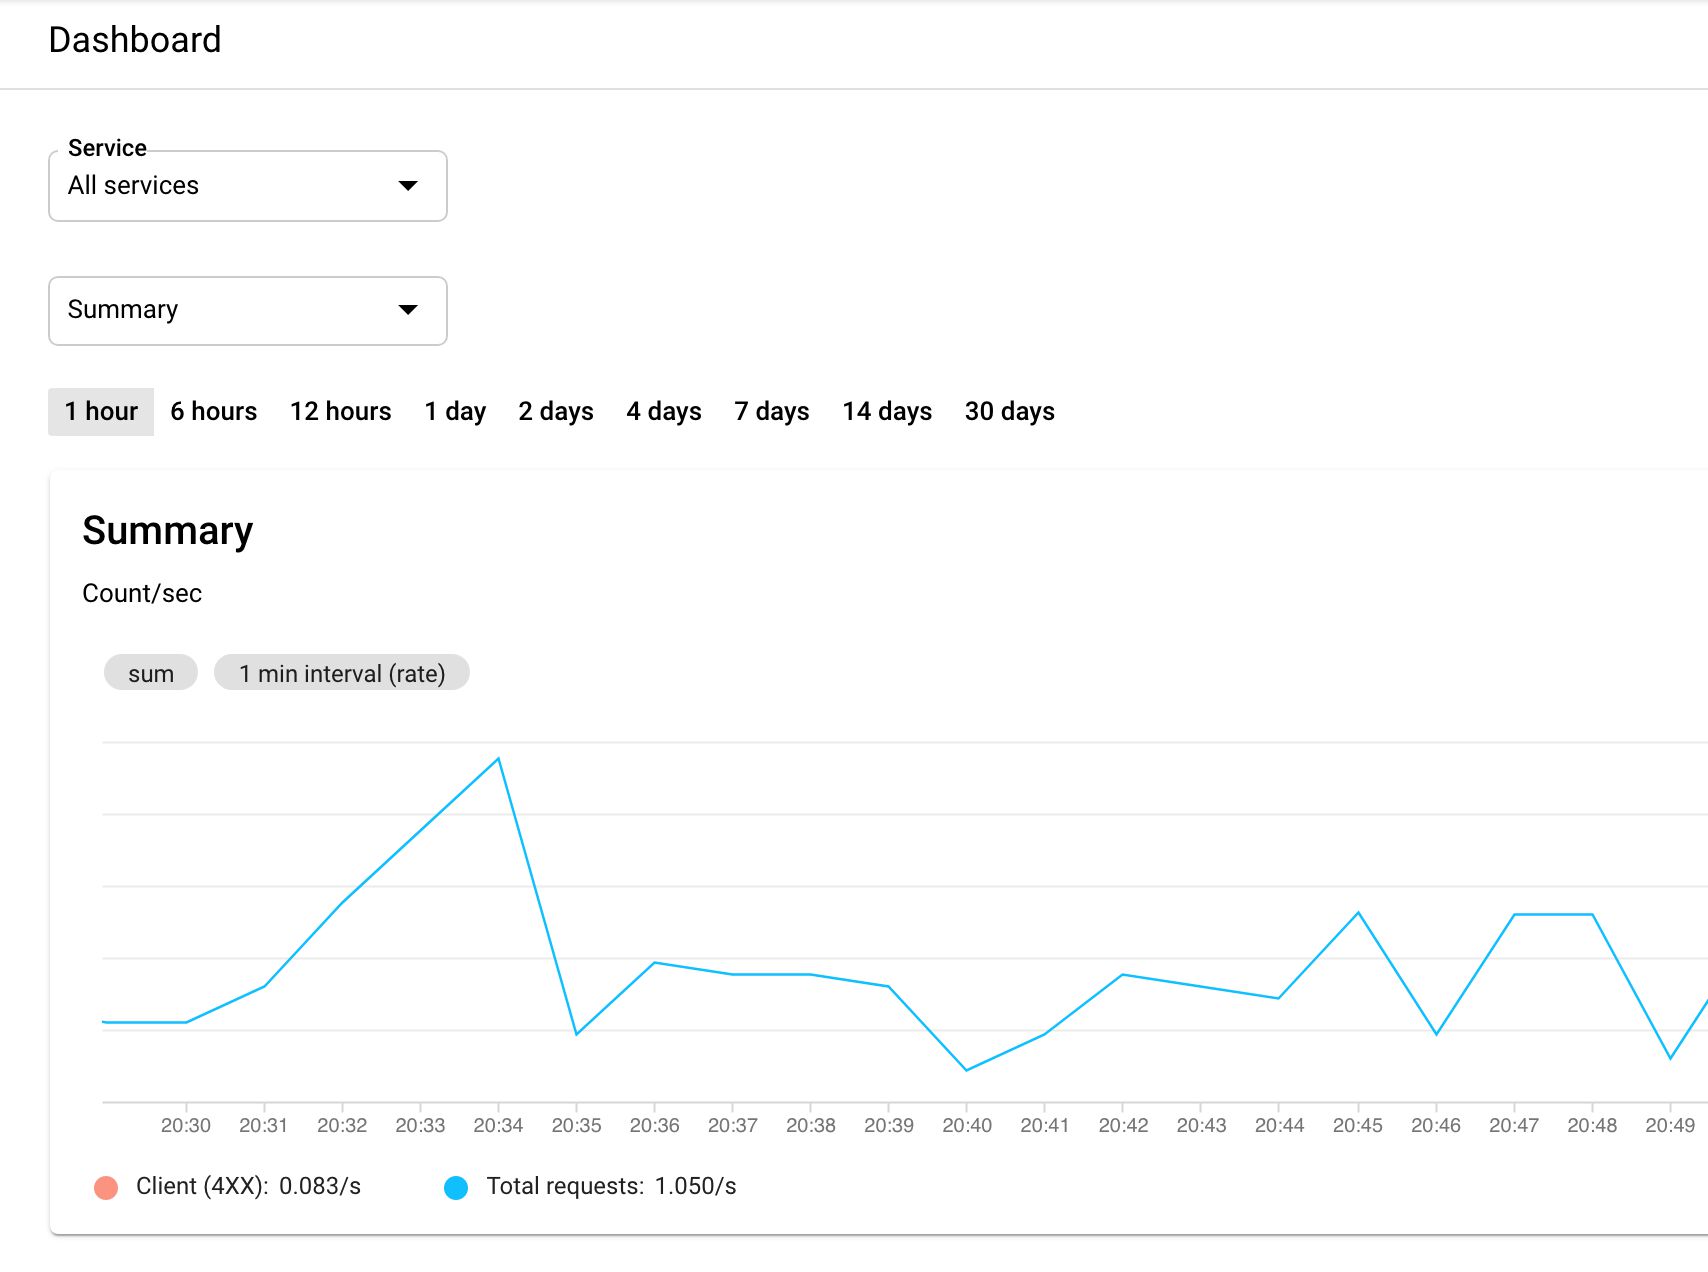 Dashboard
Service
All services
Summary
1 hour 6 hours 12 hours 1 day 2 days 4 days 7 days 14 days 30 days
Summary
Count/sec
sum 1 min interval (rate)
20:30 20:31 20:32 20:33 20:34 20:35 20:36 20:37 20:38 20:39 20:40 20:41 20:42 20:43 20:44 20:45 20:46 20:47 20:48 20:49
Client (4XX): 0.083/s Total requests: 1.050/s